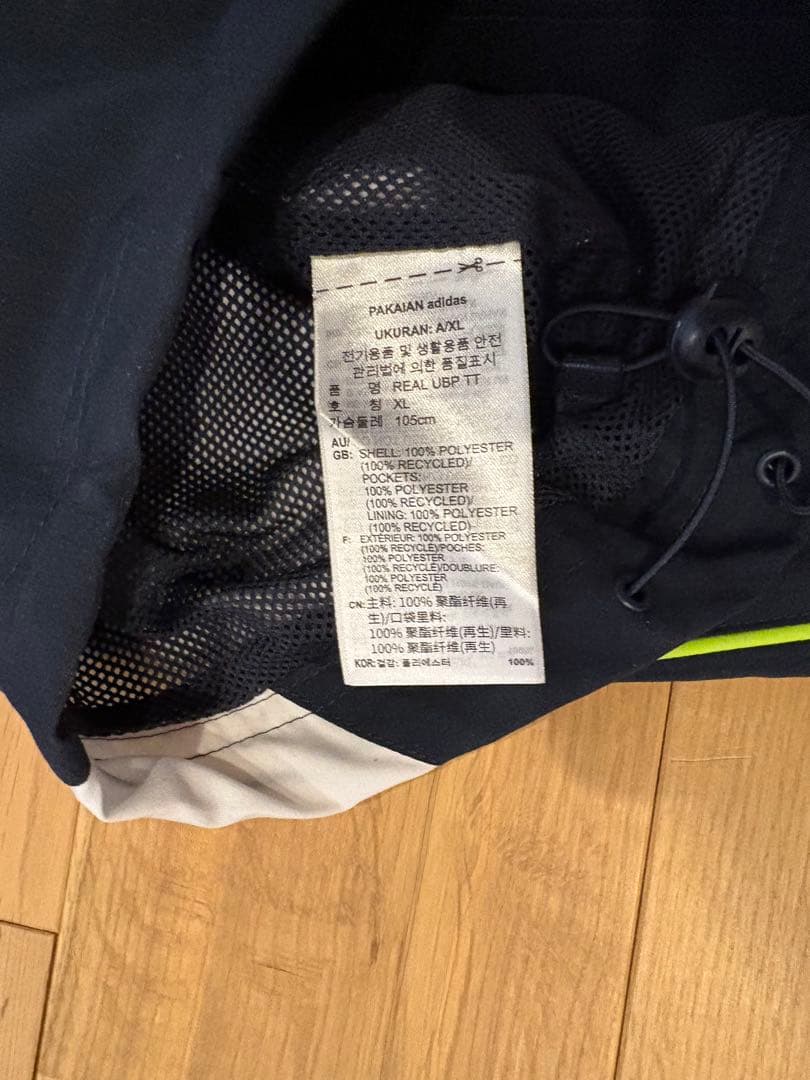 PAKAIAN adidas
UKURAN: A/XL
전기용품 및 생활용품 안전
관리법에 의한 품질표시
품 명 REAL UBP TT
호 칭 XL
가슴둘레 105cm
AU/
GB: SHELL: 100% POLYESTER
(100% RECYCLED)/
POCKETS:
100% POLYESTER
(100% RECYCLED)/
LINING: 100% POLYESTER
(100% RECYCLED)
F: EXTÉRIEUR: 100% POLYESTER
(100% RECYCLÉ)/POCHES:
100% POLYESTER
(100% RECYCLÉ)/DOUBLURE:
100% POLYESTER
(100% RECYCLÉ)
CN: 主料: 100% 聚酯纤维(再
生)/口袋里料:
100% 聚酯纤维(再生)/里料:
100% 聚酯纤维(再生)
KOR: 겉감: 폴리에스터 100%